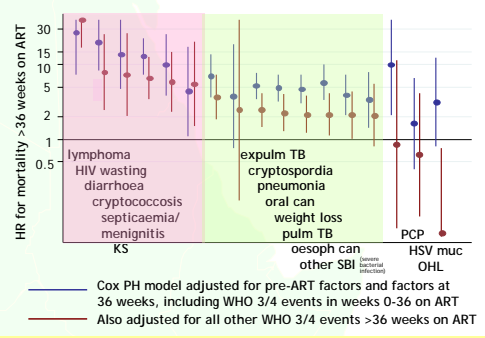 HR for mortality >36 weeks on ART
30
15
10
5
2
1
0.5
lymphoma
HIV wasting
diarrhoea
cryptococcosis
septicaemia/
menignitis
KS
expulm TB
cryptospordia
pneumonia
oral can
weight loss
pulm TB
oesoph can
other SBI (severe
bacterial
infection)
PCP
HSV muc
OHL
Cox PH model adjusted for pre-ART factors and factors at
36 weeks, including WHO 3/4 events in weeks 0-36 on ART
Also adjusted for all other WHO 3/4 events >36 weeks on ART